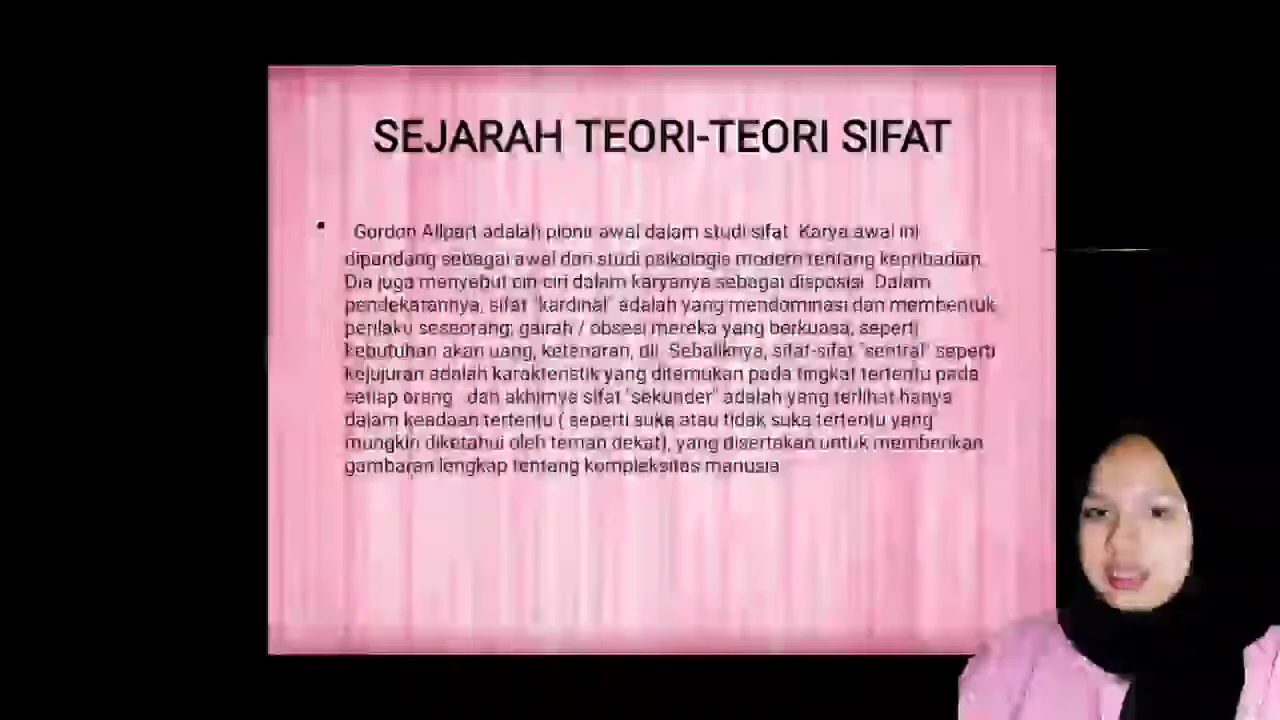 SEJARAH TEORI-TEORI SIFAT
• Gordon Allpart adalah pionir awal dalam studi sifat. Karya awal ini
dipandang sebagai awal dari studi psikologis modern tentang kepribadian.
Dia juga menyebut ciri-ciri dalam karyanya sebagai disposisi. Dalam
pendekatannya, sifat "kardinal" adalah yang mendominasi dan membentuk
perilaku seseorang; gairah / obsesi mereka yang berkuasa, seperti
kebutuhan akan uang, ketenaran, dll. Sebaliknya, sifat-sifat "sentral" seperti
kejujuran adalah karakteristik yang ditemukan pada tingkat tertentu pada
setiap orang - dan akhirnya sifat "sekunder" adalah yang terlihat hanya
dalam keadaan tertentu ( seperti suka atau tidak suka tertentu yang
mungkin diketahui oleh teman dekat), yang disertakan untuk memberikan
gambaran lengkap tentang kompleksitas manusia